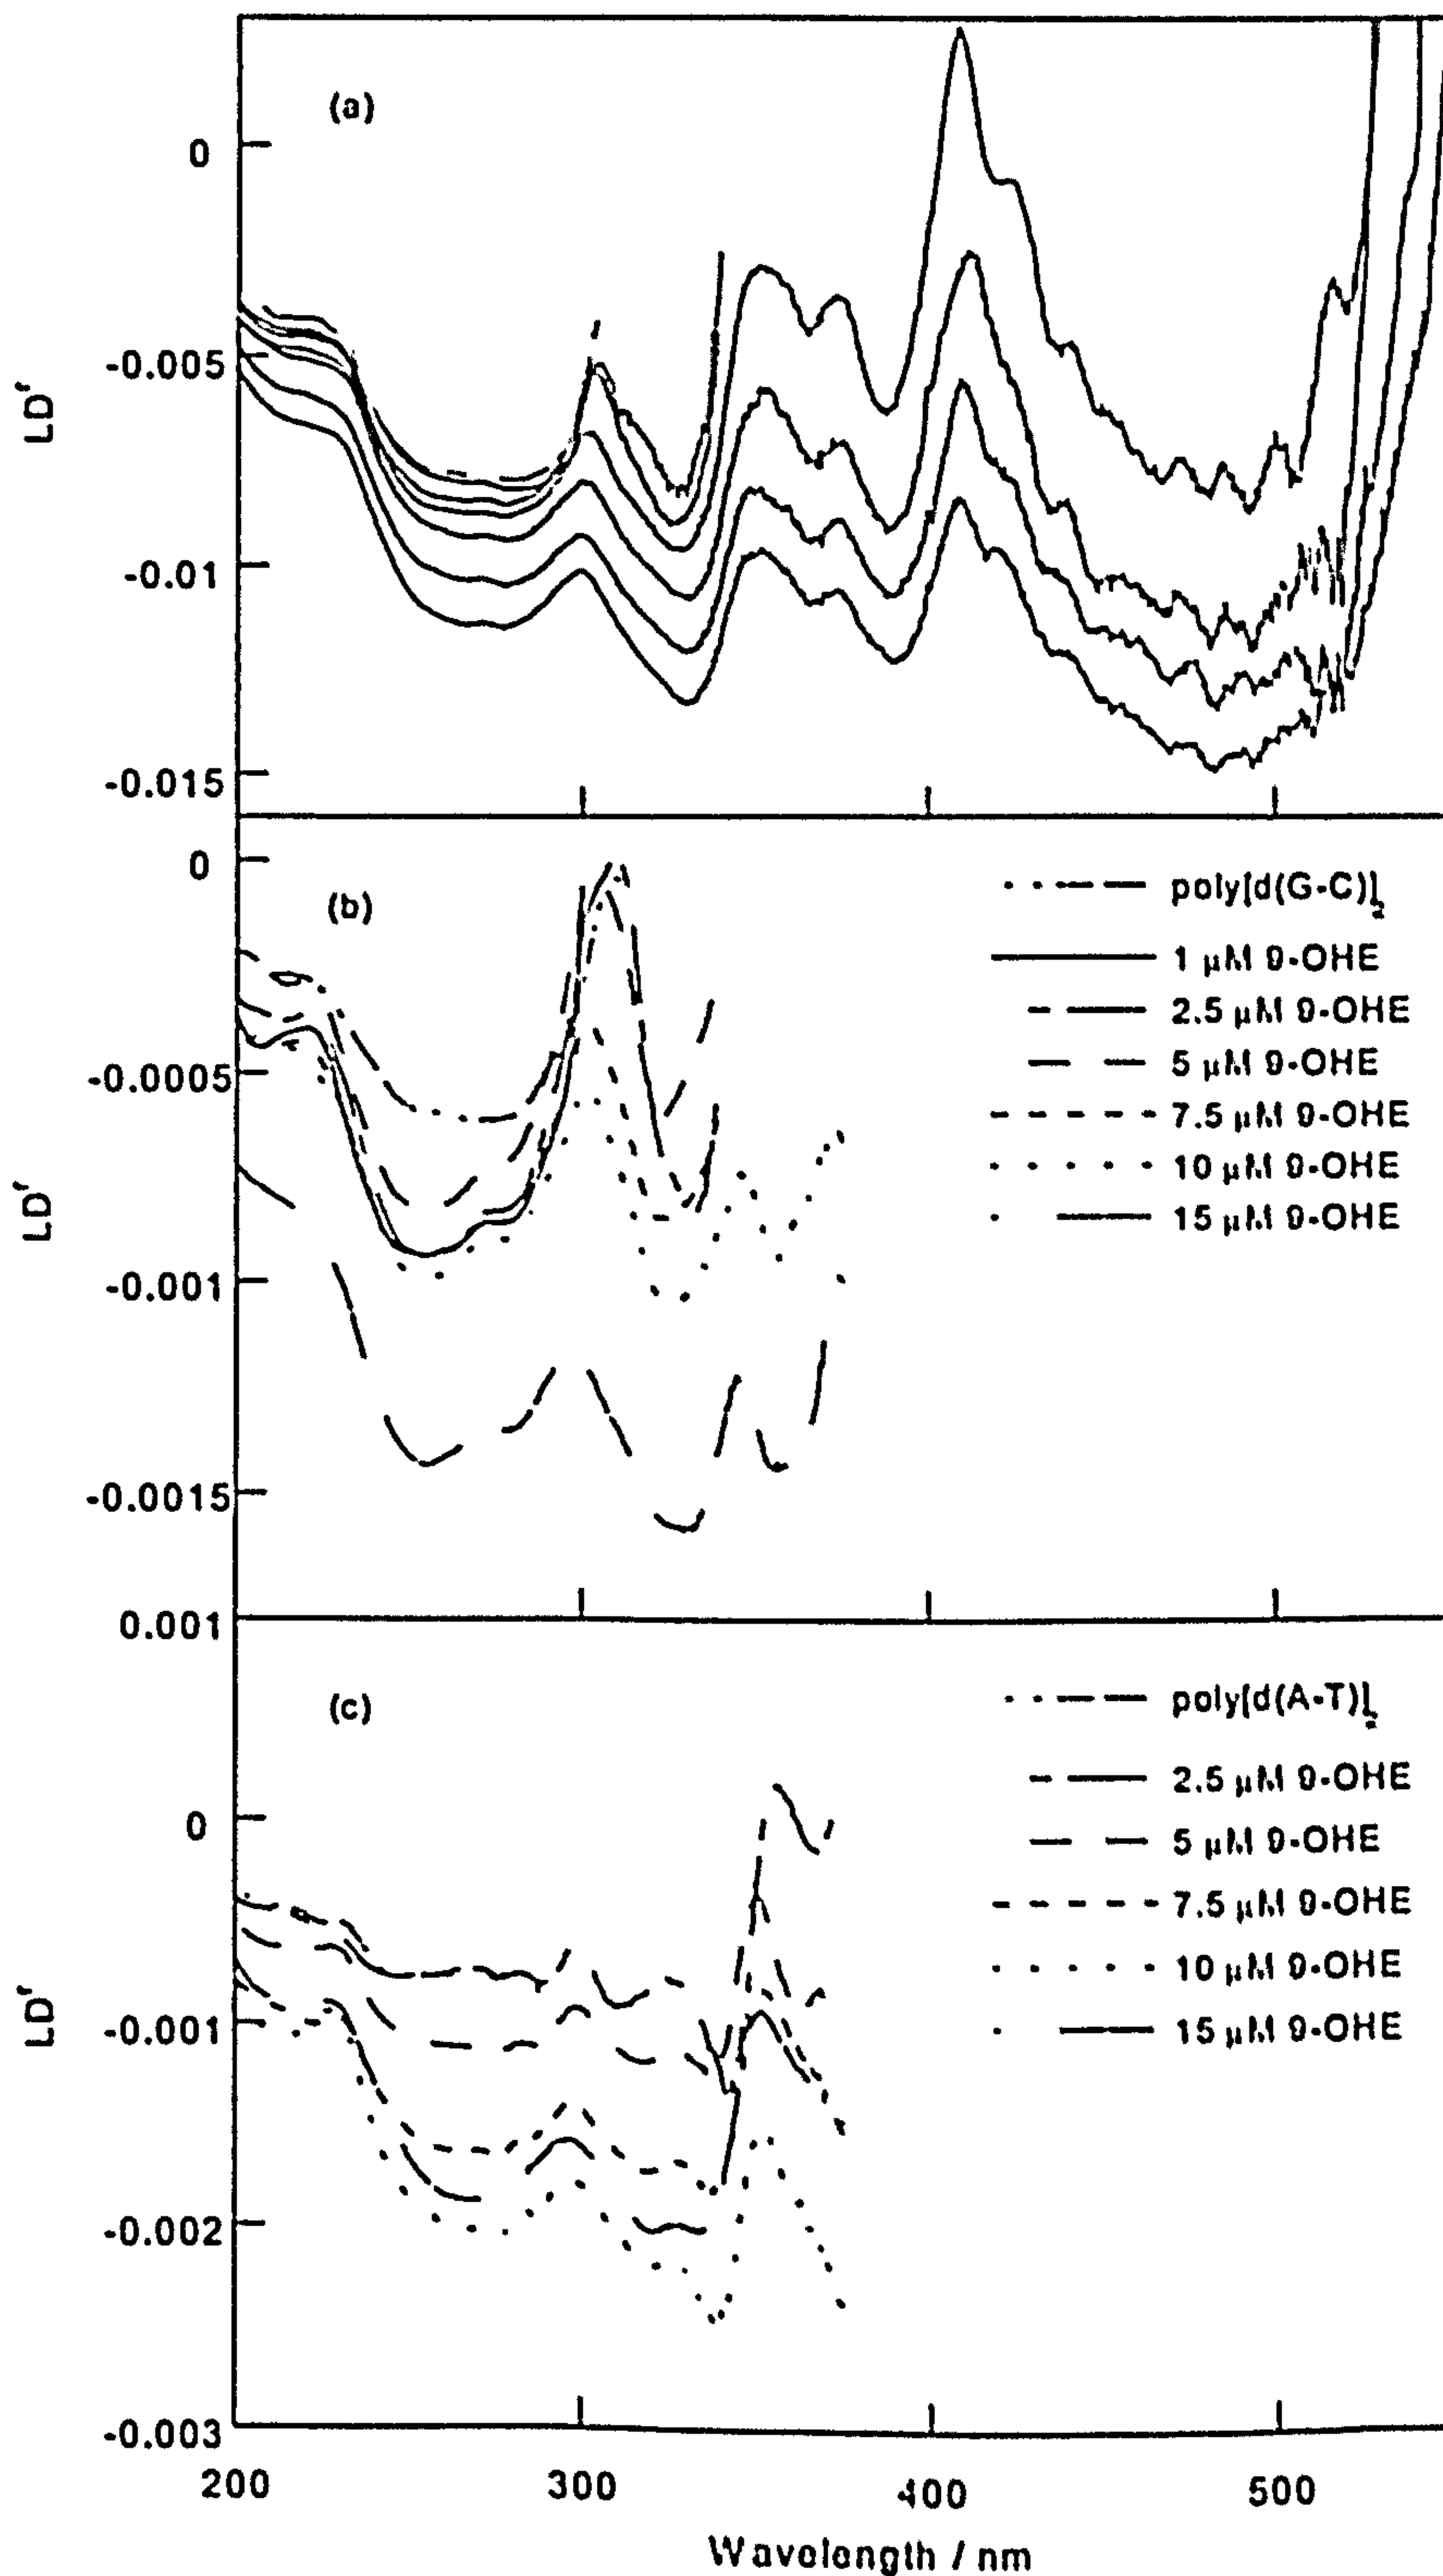 (a)
0
-0.005
-0.01
-0.015
LDʳ
(b)
0
-0.0005
-0.001
-0.0015
LDʳ
poly[d(G-C)]₂
1 μM 9-OHE
2.5 μM 9-OHE
5 μM 9-OHE
7.5 μM 9-OHE
10 μM 9-OHE
15 μM 9-OHE
(c)
0.001
0
-0.001
-0.002
-0.003
LDʳ
poly[d(A-T)]₂
2.5 μM 9-OHE
5 μM 9-OHE
7.5 μM 9-OHE
10 μM 9-OHE
15 μM 9-OHE
200 300 400 500
Wavelength / nm